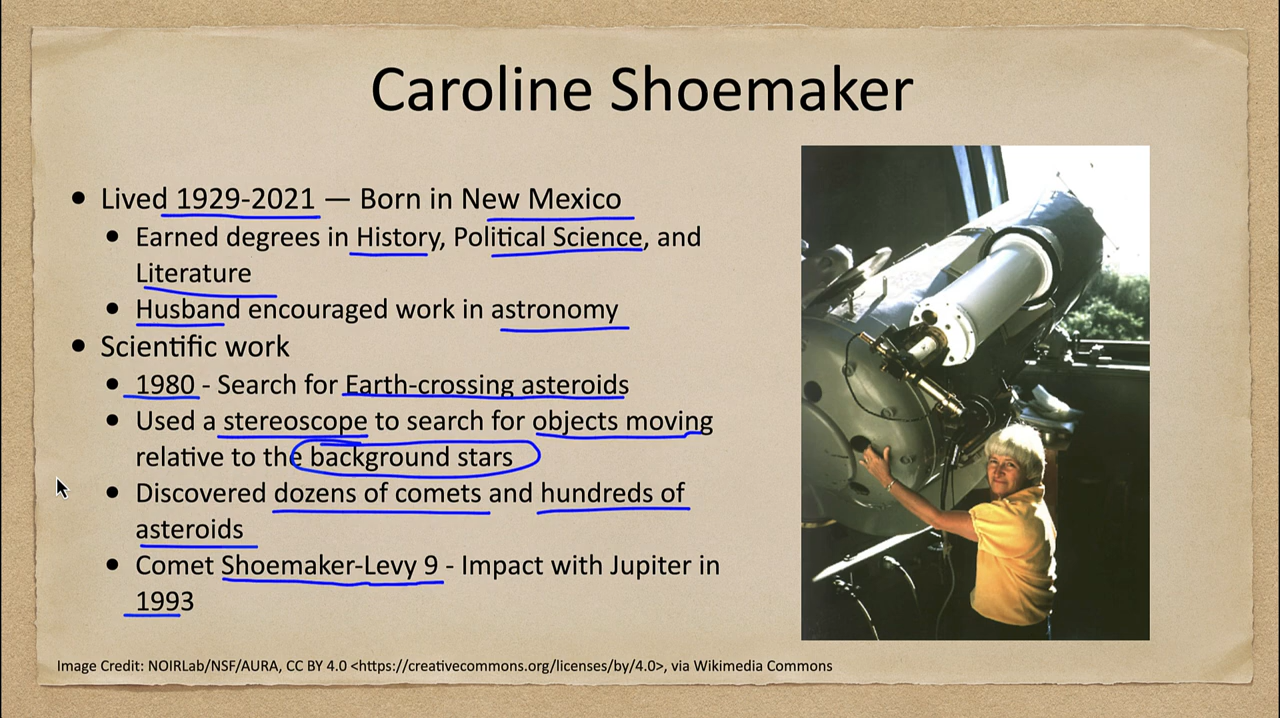 Caroline Shoemaker
• Lived 1929-2021 — Born in New Mexico
• Earned degrees in History, Political Science, and
Literature
• Husband encouraged work in astronomy
• Scientific work
• 1980 - Search for Earth-crossing asteroids
• Used a stereoscope to search for objects moving
relative to the background stars
• Discovered dozens of comets and hundreds of
asteroids
• Comet Shoemaker-Levy 9 - Impact with Jupiter in
1993
Image Credit: NOIRLab/NSF/AURA, CC BY 4.0 <https://creativecommons.org/licenses/by/4.0>, via Wikimedia Commons